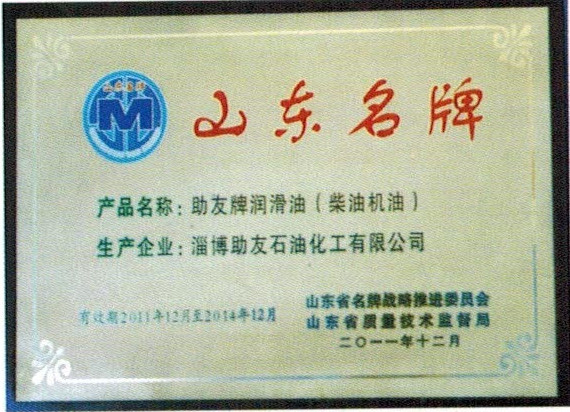 山东名牌
M
山东名牌
产品名称：助友牌润滑油（柴油机油）
生产企业：淄博助友石油化工有限公司
有效期2011年12月至2014年12月
山东省名牌战略推进委员会
山东省质量技术监督局
二〇一一年十二月